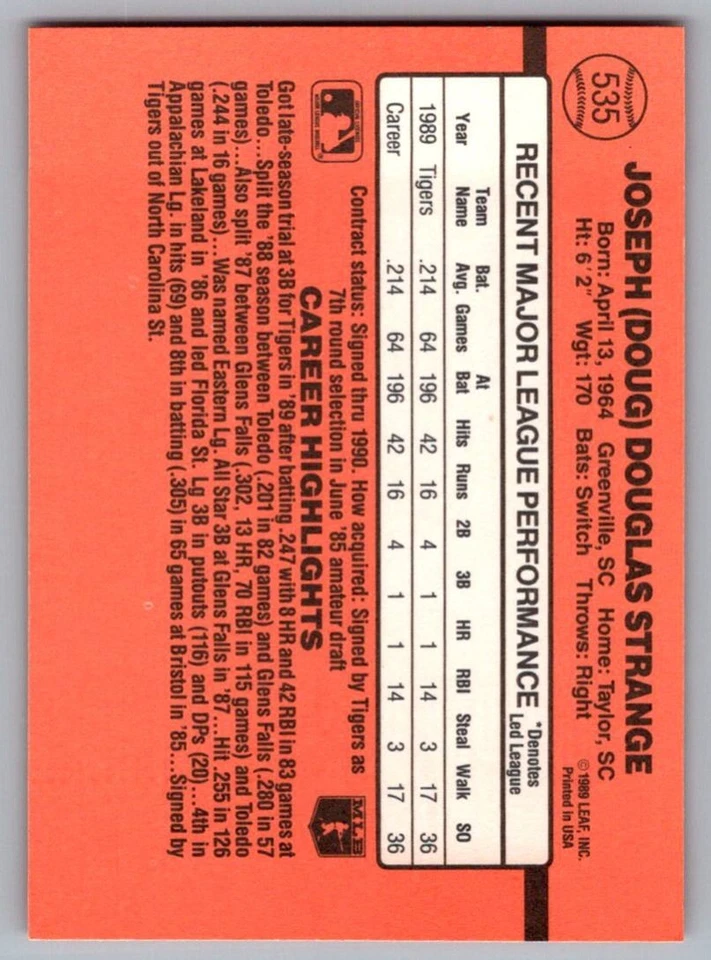 535
JOSEPH (DOUG) DOUGLAS STRANGE
Born: April 13, 1964 Greenville, SC Home: Taylor, SC
Ht: 6' 2" Wgt: 170 Bats: Switch Throws: Right
© 1989 LEAF, INC.
Printed in USA
RECENT MAJOR LEAGUE PERFORMANCE
*Denotes
Led League
Year Team Name Bat. Avg. Games At Bat Hits Runs 2B 3B HR RBI Steal Walk SO
1989 Tigers .214 64 196 42 16 4 1 1 14 3 17 36
Career .214 64 196 42 16 4 1 1 14 3 17 36
Contract status: Signed thru 1990. How acquired: Signed by Tigers as
7th round selection in June '85 amateur draft
MLB
CAREER HIGHLIGHTS
Got late-season trial at 3B for Tigers in '89 after batting .247 with 8 HR and 42 RBI in 83 games at
Toledo...Split the '88 season between Toledo (.201 in 82 games) and Glens Falls (.280 in 57
games)...Also split '87 between Glens Falls (.302, 13 HR, 70 RBI in 115 games) and Toledo
(.244 in 16 games)...Was named Eastern Lg. All Star 3B at Glens Falls in '87...Hit .255 in 126
games at Lakeland in '86 and led Florida St. Lg 3B in putouts (116) and DPs (20)...4th in
Appalachian Lg. in hits (69) and 8th in batting (.305) in 65 games at Bristol in '85...Signed by
Tigers out of North Carolina St.